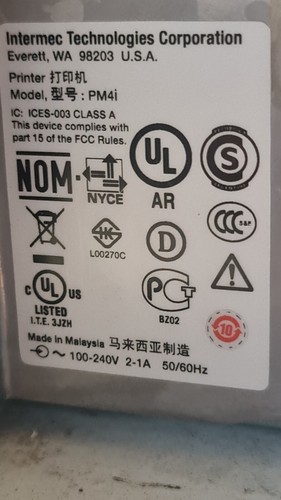 Intermec Technologies Corporation
Everett, WA 98203 U.S.A.
Printer 打印机
Model, 型号: PM4i
IC: ICES-003 CLASS A
This device complies with
part 15 of the FCC Rules.
UL
AR
S
NOM-
NYCE
L00270C
D
CCC S&E
C UL US
LISTED
I.T.E. 3JZH
PCT
BZ02
10
Made in Malaysia 马来西亚制造
~ 100-240V 2-1A 50/60Hz